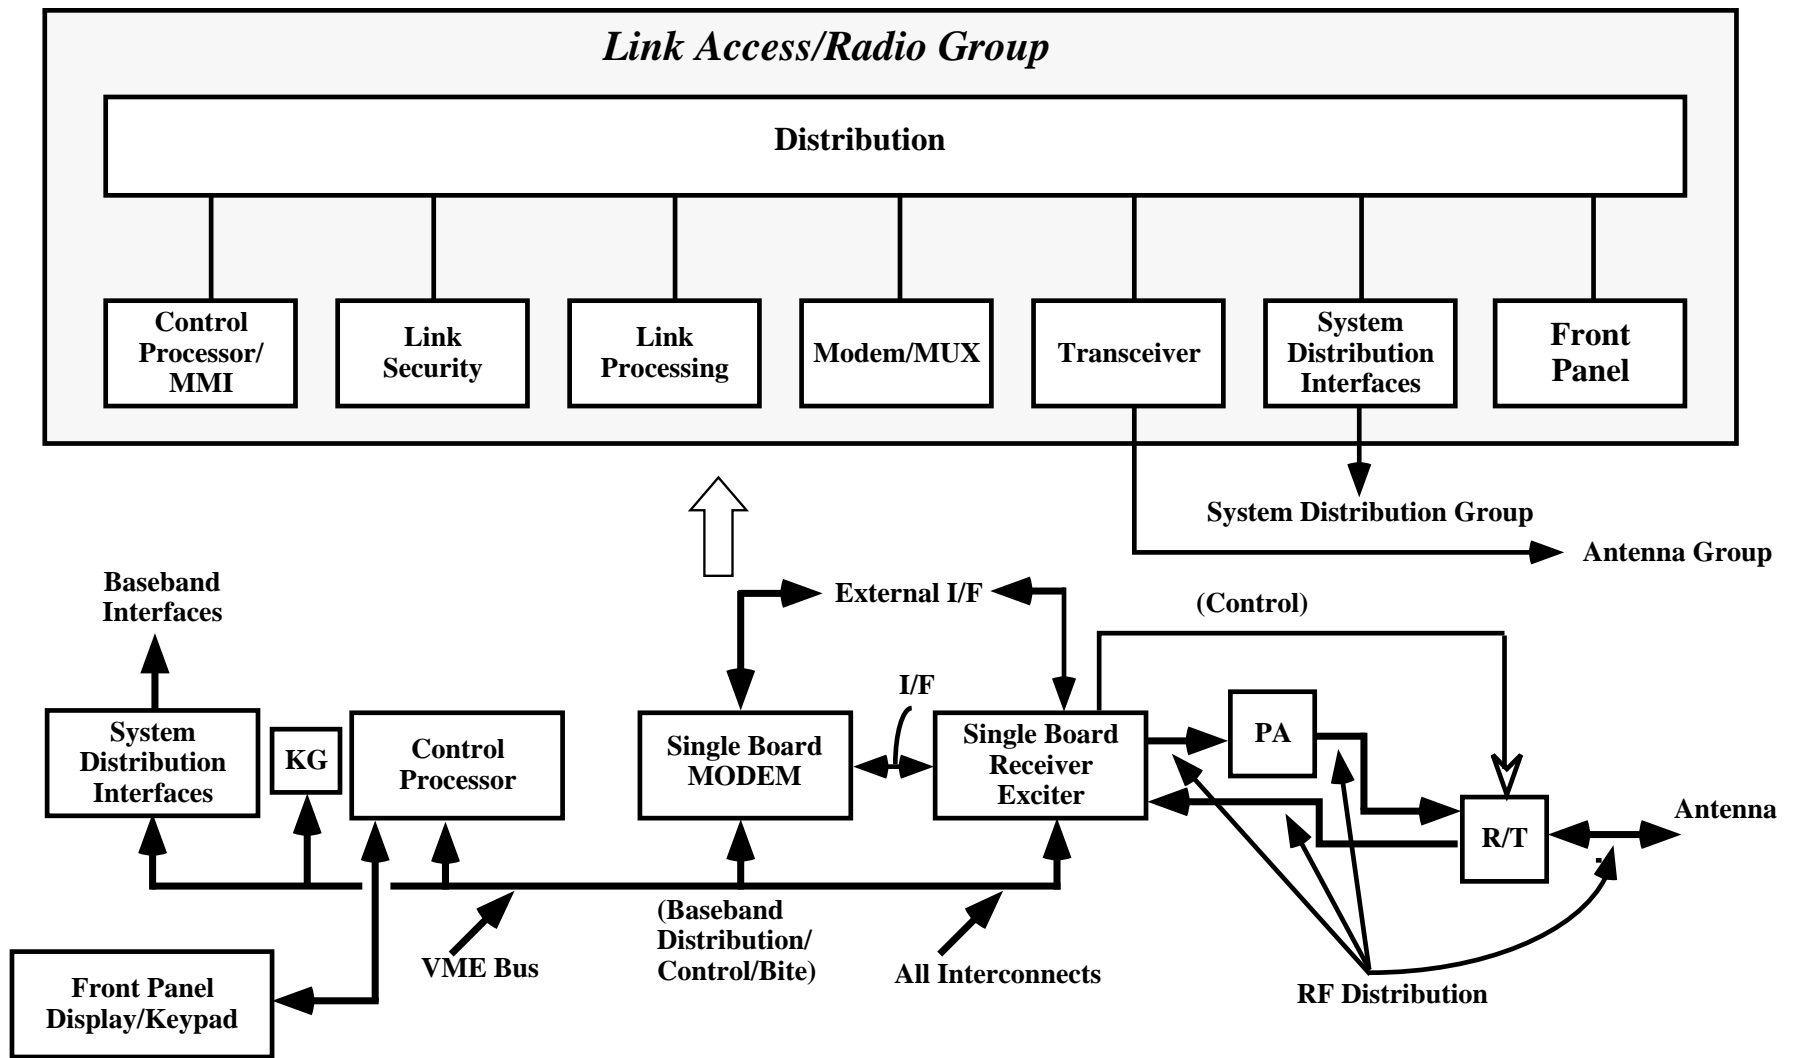 Link Access/Radio Group
Distribution
Control
Processor/
MMI
Link
Security
Link
Processing
Modem/MUX
Transceiver
System
Distribution
Interfaces
Front
Panel
System Distribution Group
Antenna Group
Baseband
Interfaces
External I/F
(Control)
I/F
System
Distribution
Interfaces
KG
Control
Processor
Single Board
MODEM
Single Board
Receiver
Exciter
PA
R/T
Antenna
VME Bus
(Baseband
Distribution/
Control/Bite)
All Interconnects
RF Distribution
Front Panel
Display/Keypad